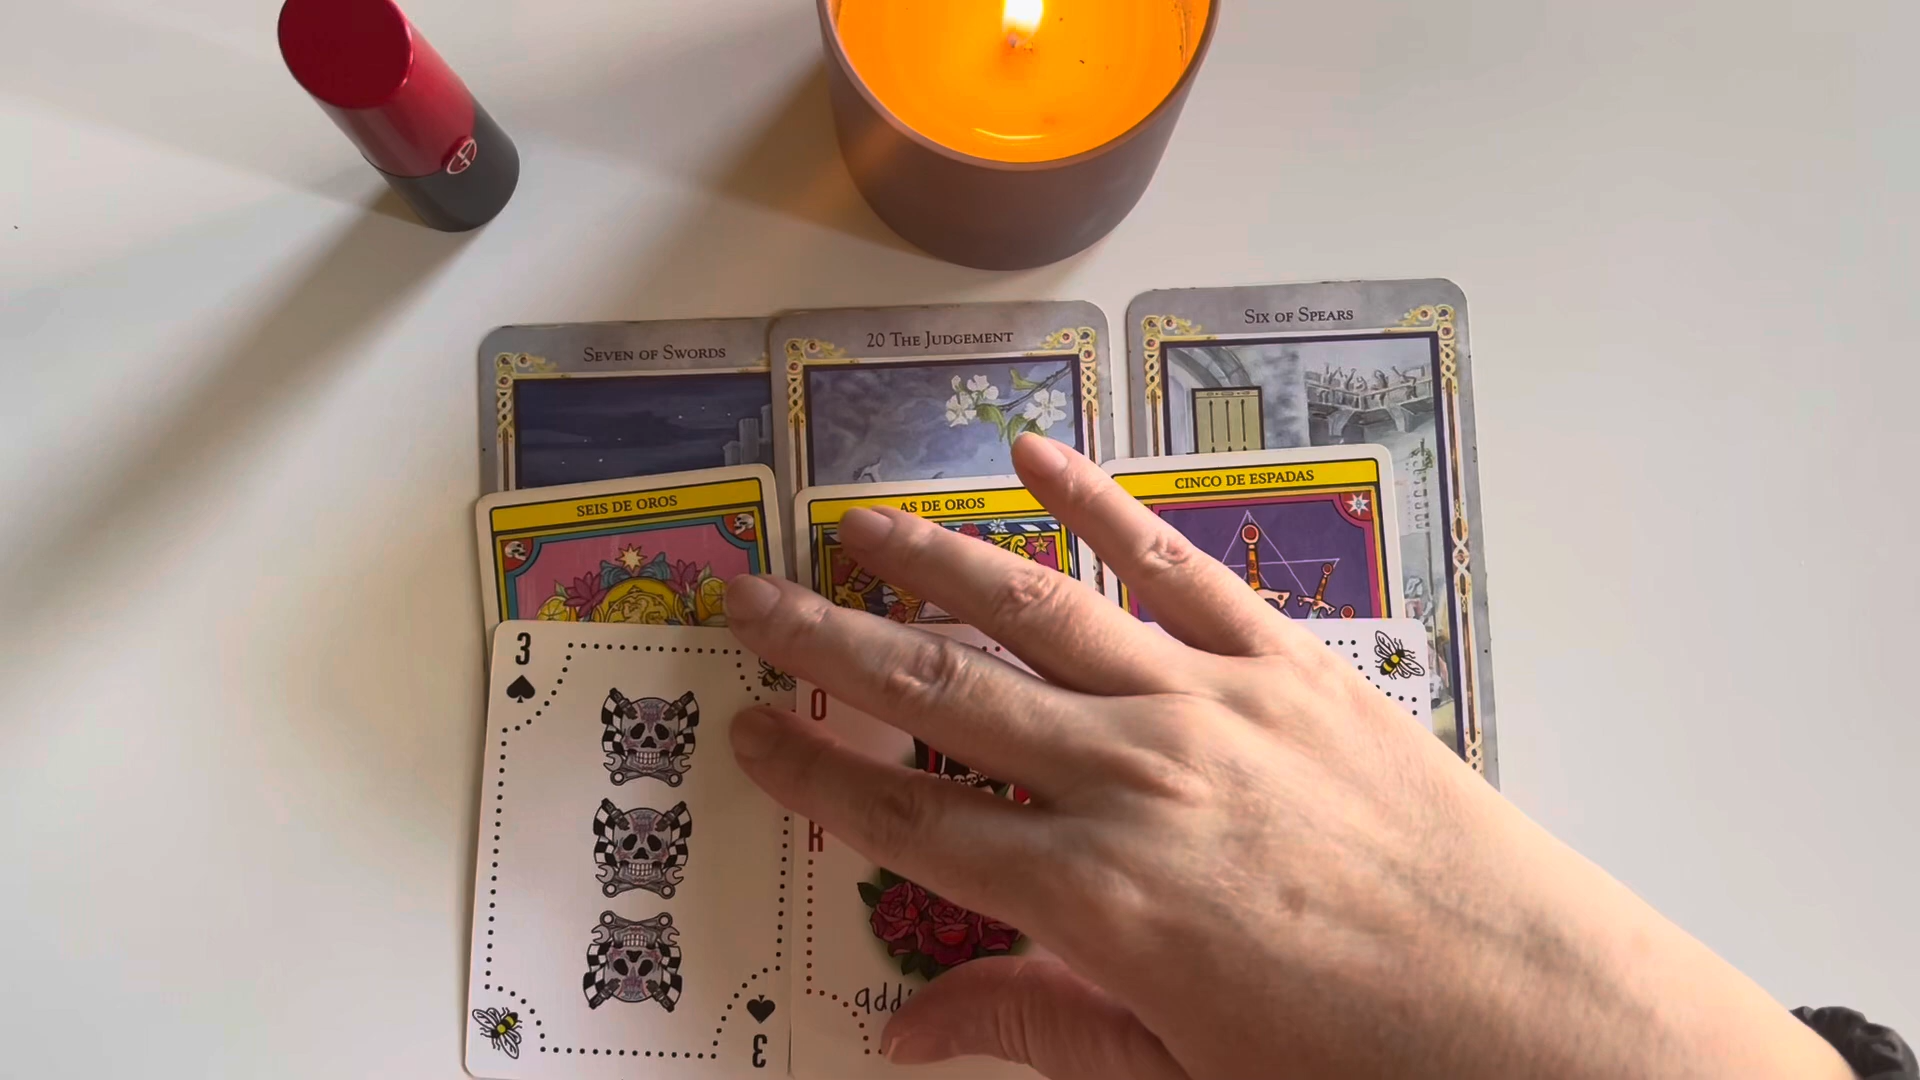 SEVEN OF SWORDS
20 THE JUDGEMENT
SIX OF SPEARS
SEIS DE OROS
AS DE OROS
CINCO DE ESPADAS
3
O
K
3